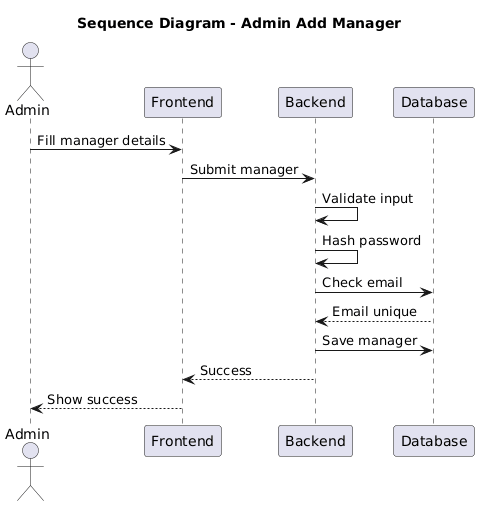 Sequence Diagram - Admin Add Manager
Admin
Frontend
Backend
Database
Fill manager details
Submit manager
Validate input
Hash password
Check email
Email unique
Save manager
Success
Show success
Admin
Frontend
Backend
Database